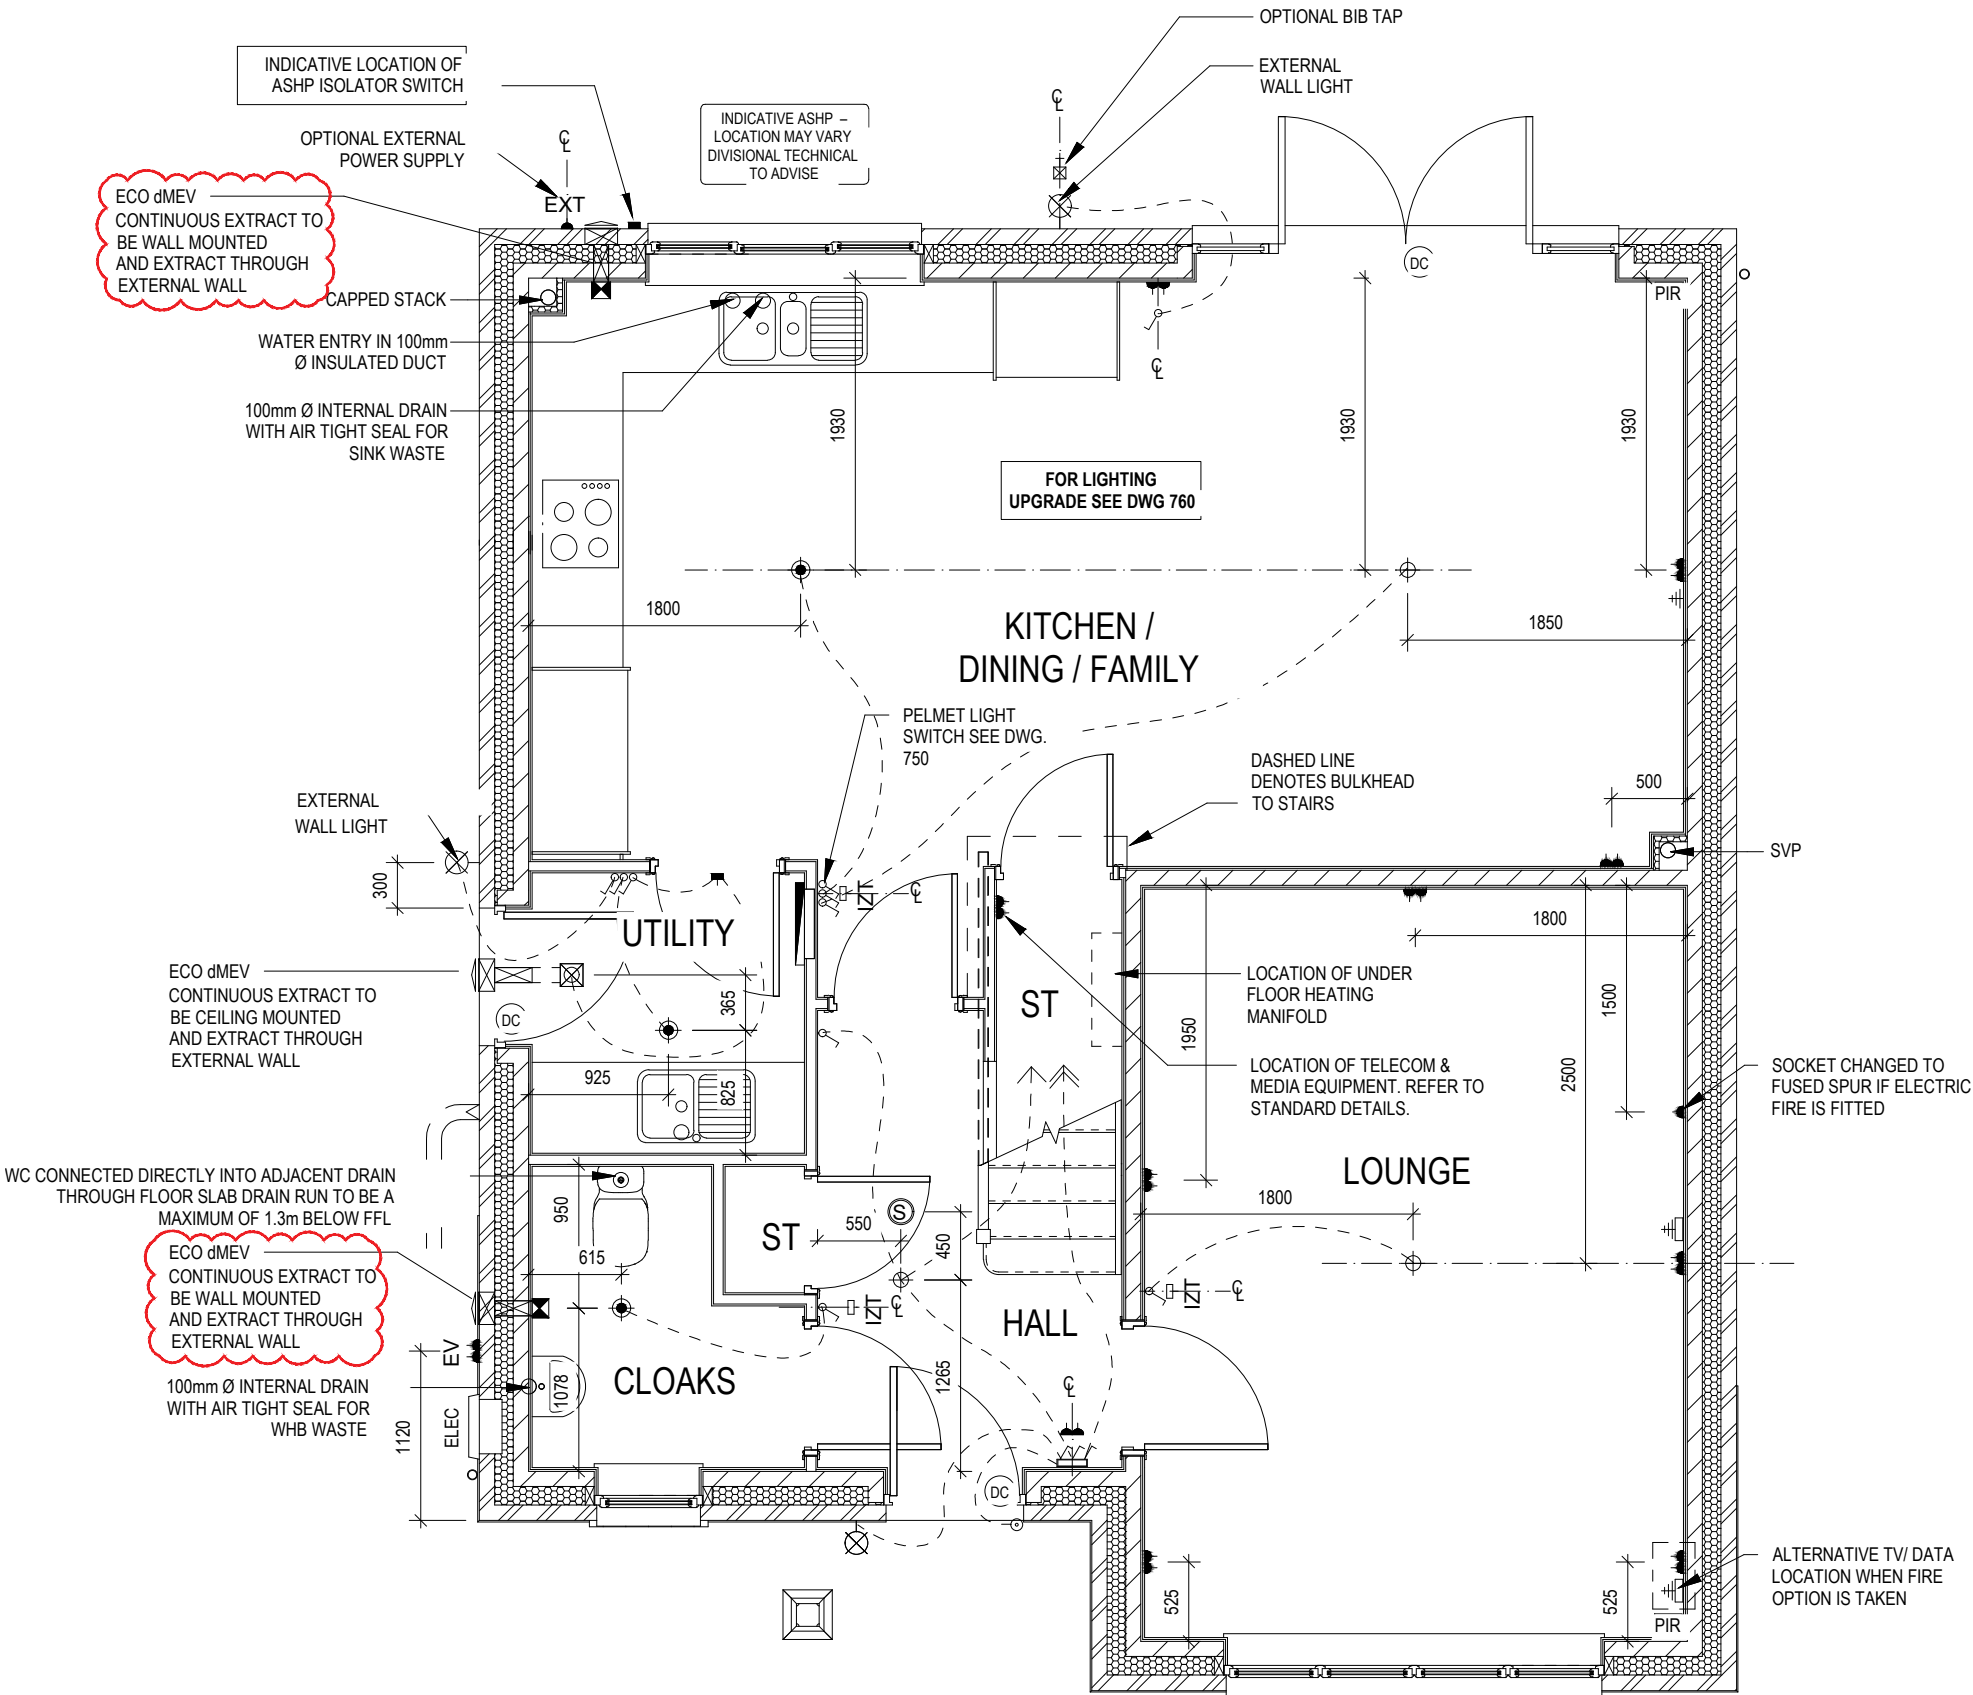 OPTIONAL BIB TAP
EXTERNAL
WALL LIGHT
INDICATIVE LOCATION OF
ASHP ISOLATOR SWITCH
INDICATIVE ASHP –
LOCATION MAY VARY
DIVISIONAL TECHNICAL
TO ADVISE
OPTIONAL EXTERNAL
POWER SUPPLY
℄
℄
EXT
ECO dMEV
CONTINUOUS EXTRACT TO
BE WALL MOUNTED
AND EXTRACT THROUGH
EXTERNAL WALL
CAPPED STACK
DC
PIR
WATER ENTRY IN 100mm
Ø INSULATED DUCT
℄
100mm Ø INTERNAL DRAIN
WITH AIR TIGHT SEAL FOR
SINK WASTE
1930
1930
1930
FOR LIGHTING
UPGRADE SEE DWG 760
1800
1850
KITCHEN /
DINING / FAMILY
PELMET LIGHT
SWITCH SEE DWG.
750
DASHED LINE
DENOTES BULKHEAD
TO STAIRS
500
EXTERNAL
WALL LIGHT
SVP
300
IZT
℄
UTILITY
1800
ECO dMEV
CONTINUOUS EXTRACT TO
BE CEILING MOUNTED
AND EXTRACT THROUGH
EXTERNAL WALL
DC
365
ST
LOCATION OF UNDER
FLOOR HEATING
MANIFOLD
1950
1500
2500
925
825
LOCATION OF TELECOM &
MEDIA EQUIPMENT. REFER TO
STANDARD DETAILS.
SOCKET CHANGED TO
FUSED SPUR IF ELECTRIC
FIRE IS FITTED
WC CONNECTED DIRECTLY INTO ADJACENT DRAIN
THROUGH FLOOR SLAB DRAIN RUN TO BE A
MAXIMUM OF 1.3m BELOW FFL
LOUNGE
1800
950
ST
550
S
450
615
ECO dMEV
CONTINUOUS EXTRACT TO
BE WALL MOUNTED
AND EXTRACT THROUGH
EXTERNAL WALL
IZT
℄
HALL
IZT
℄
EV
CLOAKS
1078
1265
℄
100mm Ø INTERNAL DRAIN
WITH AIR TIGHT SEAL FOR
WHB WASTE
1120
ELEC
DC
ALTERNATIVE TV/ DATA
LOCATION WHEN FIRE
OPTION IS TAKEN
525
525
PIR